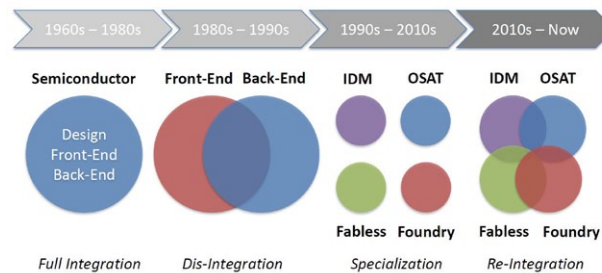 1960s – 1980s
1980s – 1990s
1990s – 2010s
2010s – Now
Semiconductor
Design
Front-End
Back-End
Front-End Back-End
IDM OSAT
Fabless Foundry
IDM OSAT
Fabless Foundry
Full Integration
Dis-Integration
Specialization
Re-Integration